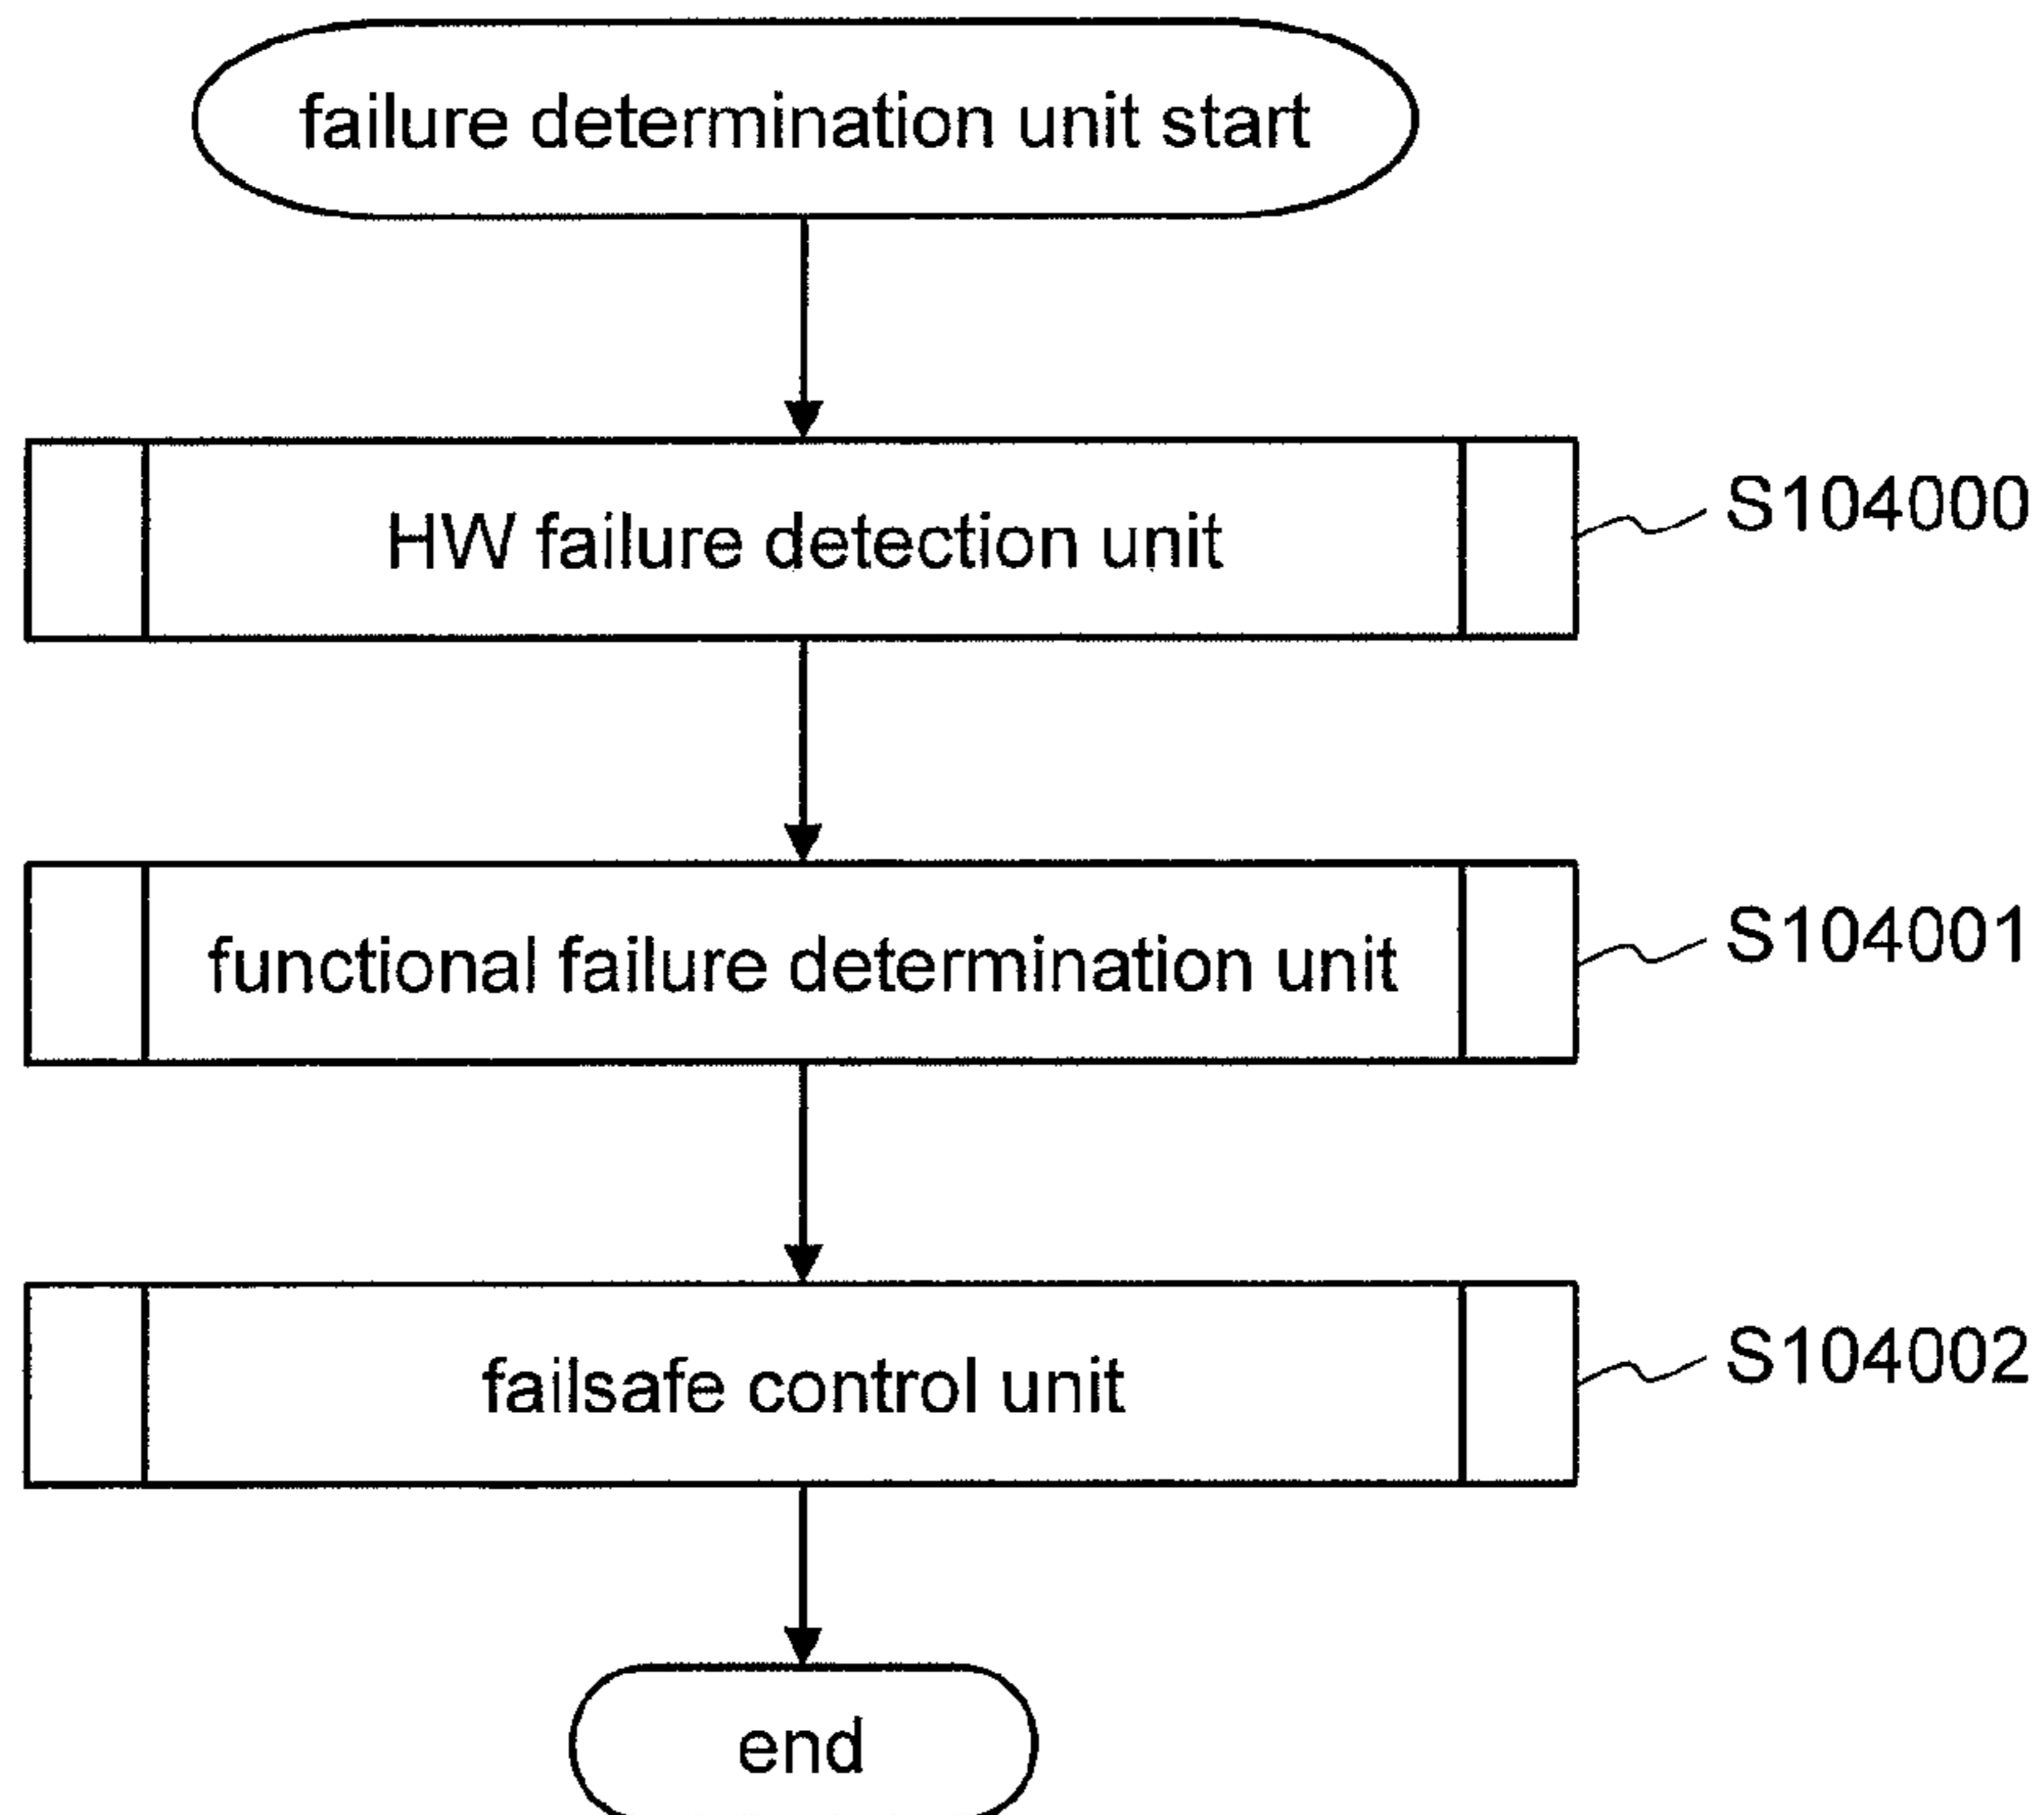 failure determination unit start
HW failure detection unit
S104000
functional failure determination unit
S104001
failsafe control unit
S104002
end